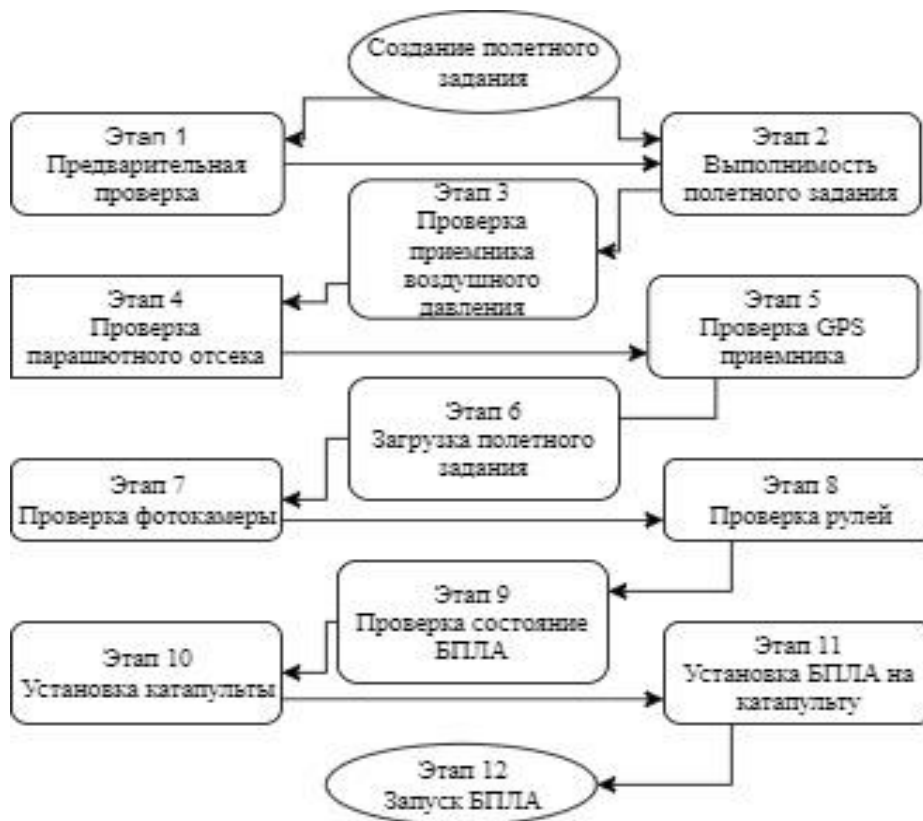 Создание полетного
задания
Этап 1
Предварительная
проверка
Этап 2
Выполнимость
полетного задания
Этап 3
Проверка
приемника
воздушного
давления
Этап 4
Проверка
парашютного отсека
Этап 5
Проверка GPS
приемника
Этап 6
Загрузка полетного
задания
Этап 7
Проверка фотокамеры
Этап 8
Проверка рулей
Этап 9
Проверка состояние
БПЛА
Этап 10
Установка катапульты
Этап 11
Установка БПЛА на
катапульту
Этап 12
Запуск БПЛА